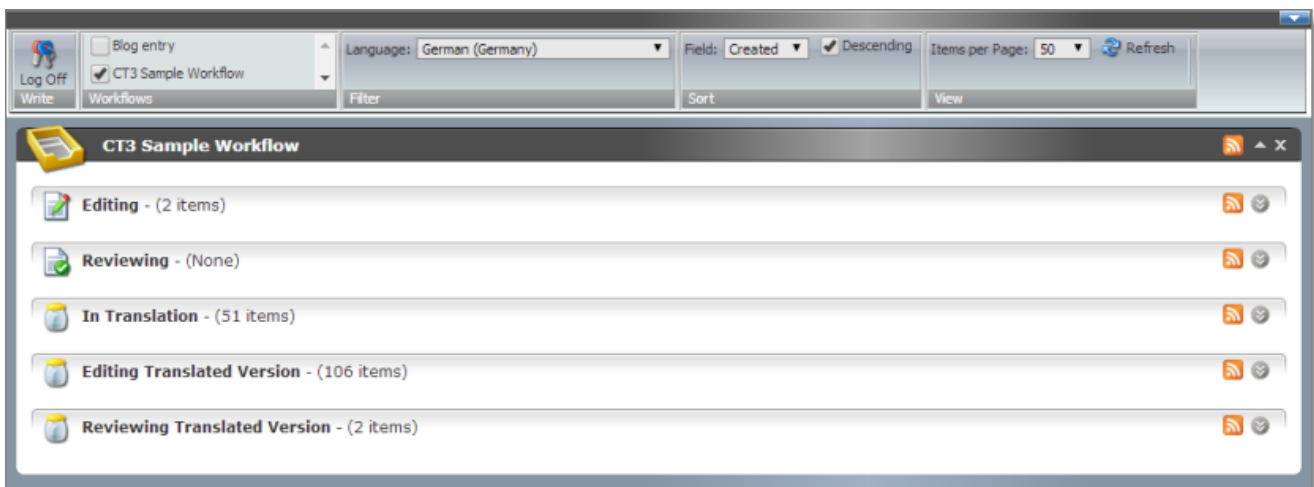 Blog entry
Language: German (Germany)
Field: Created
Descending
Items per Page: 50
Refresh
CT3 Sample Workflow
Log Off
Write
Workflows
Filter
Sort
View
CT3 Sample Workflow
X
Editing - (2 items)
Reviewing - (None)
In Translation - (51 items)
Editing Translated Version - (106 items)
Reviewing Translated Version - (2 items)